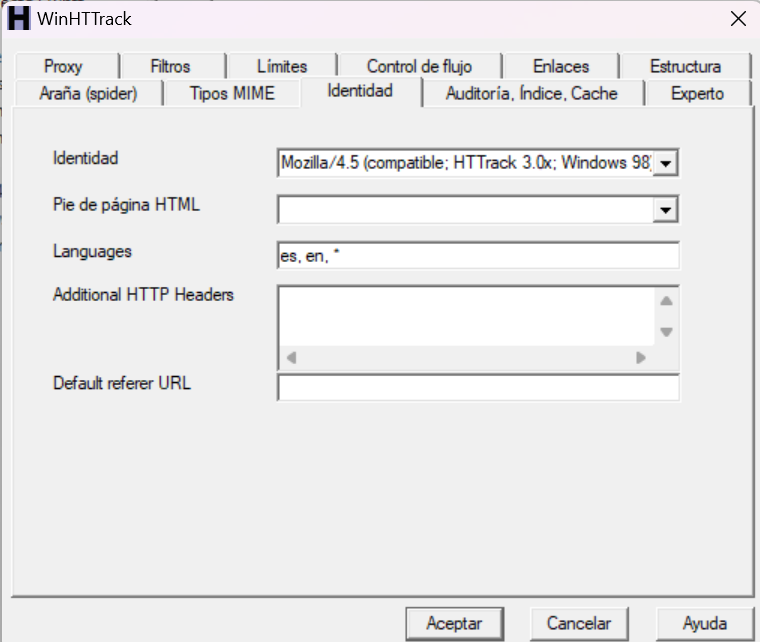 WinHTTrack
Proxy Filtros Límites Control de flujo Enlaces Estructura
Araña (spider) Tipos MIME Identidad Auditoría, Índice, Cache Experto
Identidad Mozilla/4.5 (compatible; HTTrack 3.0x; Windows 98)
Pie de página HTML
Languages es, en, *
Additional HTTP Headers
Default referer URL
Aceptar Cancelar Ayuda